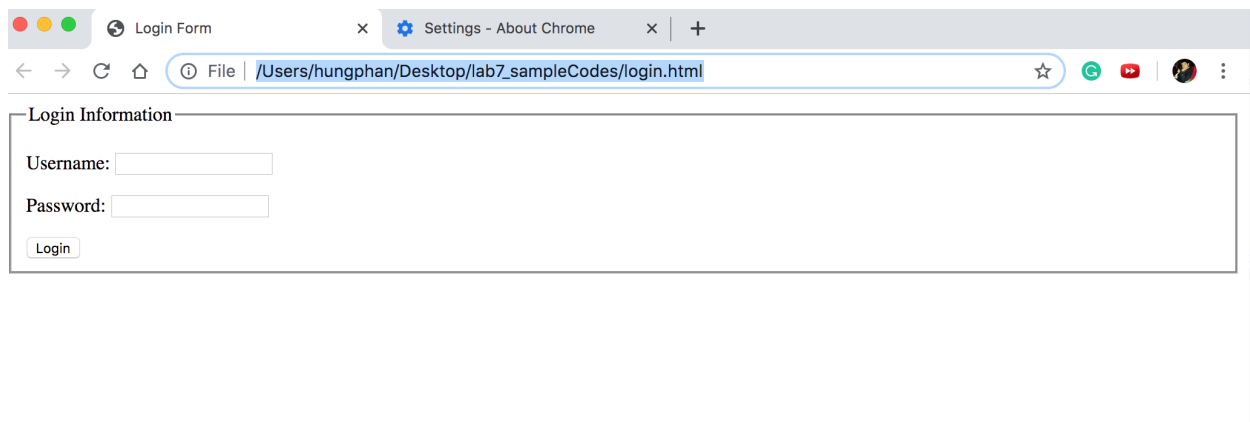 Login Form
Settings - About Chrome
File /Users/hungphan/Desktop/lab7_sampleCodes/login.html
Login Information
Username:
Password:
Login